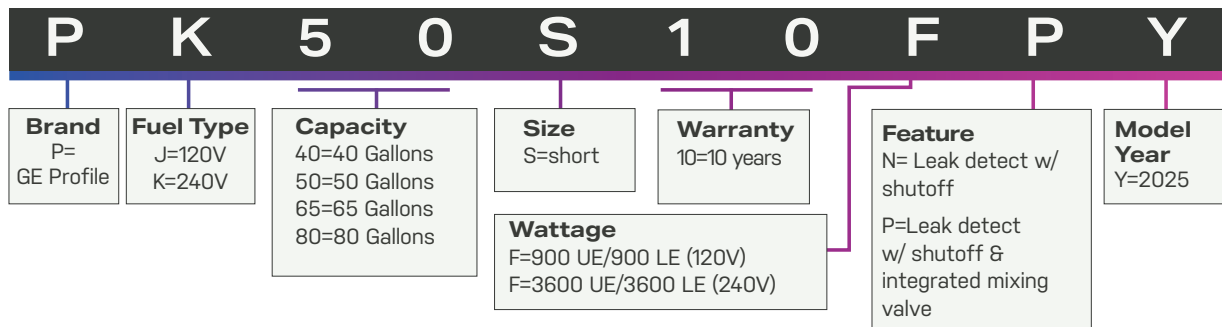 P K 5 0 S 1 0 F P Y
Brand
P=
GE Profile
Fuel Type
J=120V
K=240V
Capacity
40=40 Gallons
50=50 Gallons
65=65 Gallons
80=80 Gallons
Size
S=short
Warranty
10=10 years
Wattage
F=900 UE/900 LE (120V)
F=3600 UE/3600 LE (240V)
Feature
N= Leak detect w/
shutoff
P=Leak detect
w/ shutoff &
integrated mixing
valve
Model
Year
Y=2025